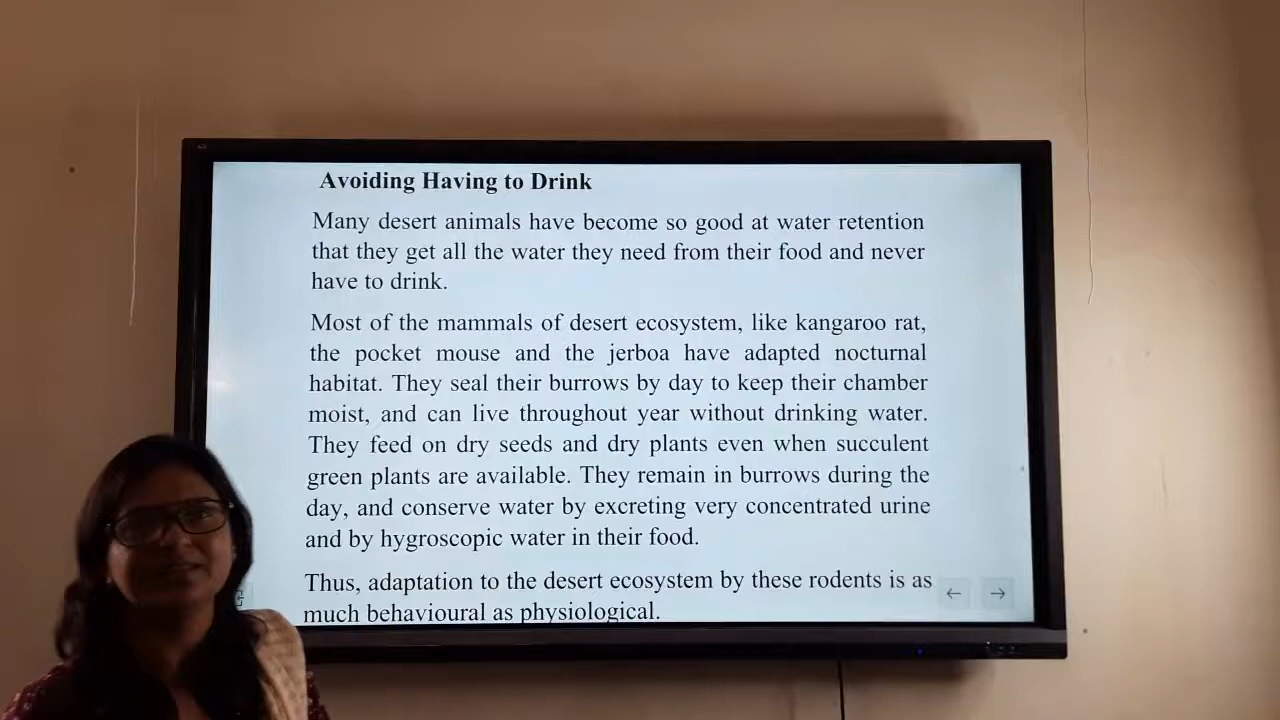 Avoiding Having to Drink
Many desert animals have become so good at water retention
that they get all the water they need from their food and never
have to drink.
Most of the mammals of desert ecosystem, like kangaroo rat,
the pocket mouse and the jerboa have adapted nocturnal
habitat. They seal their burrows by day to keep their chamber
moist, and can live throughout year without drinking water.
They feed on dry seeds and dry plants even when succulent
green plants are available. They remain in burrows during the
day, and conserve water by excreting very concentrated urine
and by hygroscopic water in their food.
Thus, adaptation to the desert ecosystem by these rodents is as
much behavioural as physiological.